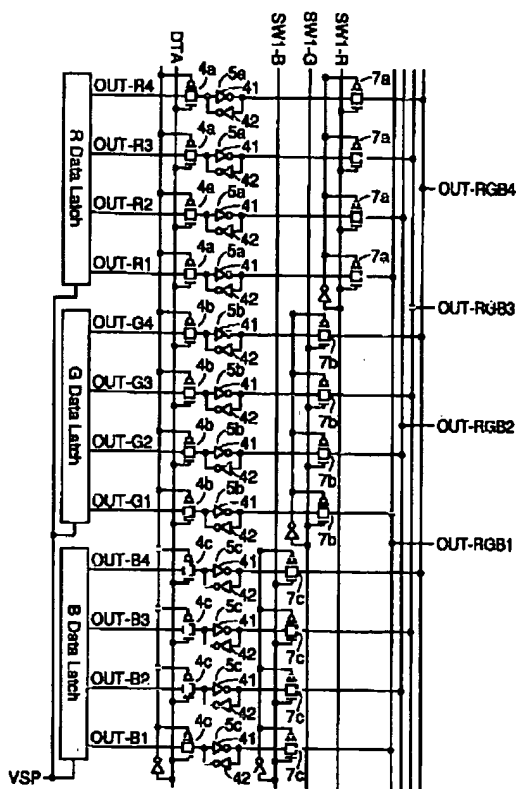 DTA
SW1-B
SW1-G
SW1-R
R Data Latch
OUT-R4
4a
5a
41
42
7a
OUT-R3
4a
5a
41
42
7a
OUT-R2
4a
5a
41
42
7a
OUT-R1
4a
5a
41
42
7a
OUT-RGB4
OUT-RGB3
G Data Latch
OUT-G4
4b
5b
41
42
7b
OUT-G3
4b
5b
41
42
7b
OUT-G2
4b
5b
41
42
7b
OUT-G1
4b
5b
41
42
7b
OUT-RGB2
OUT-RGB1
B Data Latch
OUT-B4
4c
5c
41
42
7c
OUT-B3
4c
5c
41
42
7c
OUT-B2
4c
5c
41
42
7c
OUT-B1
4c
5c
41
42
7c
VSP